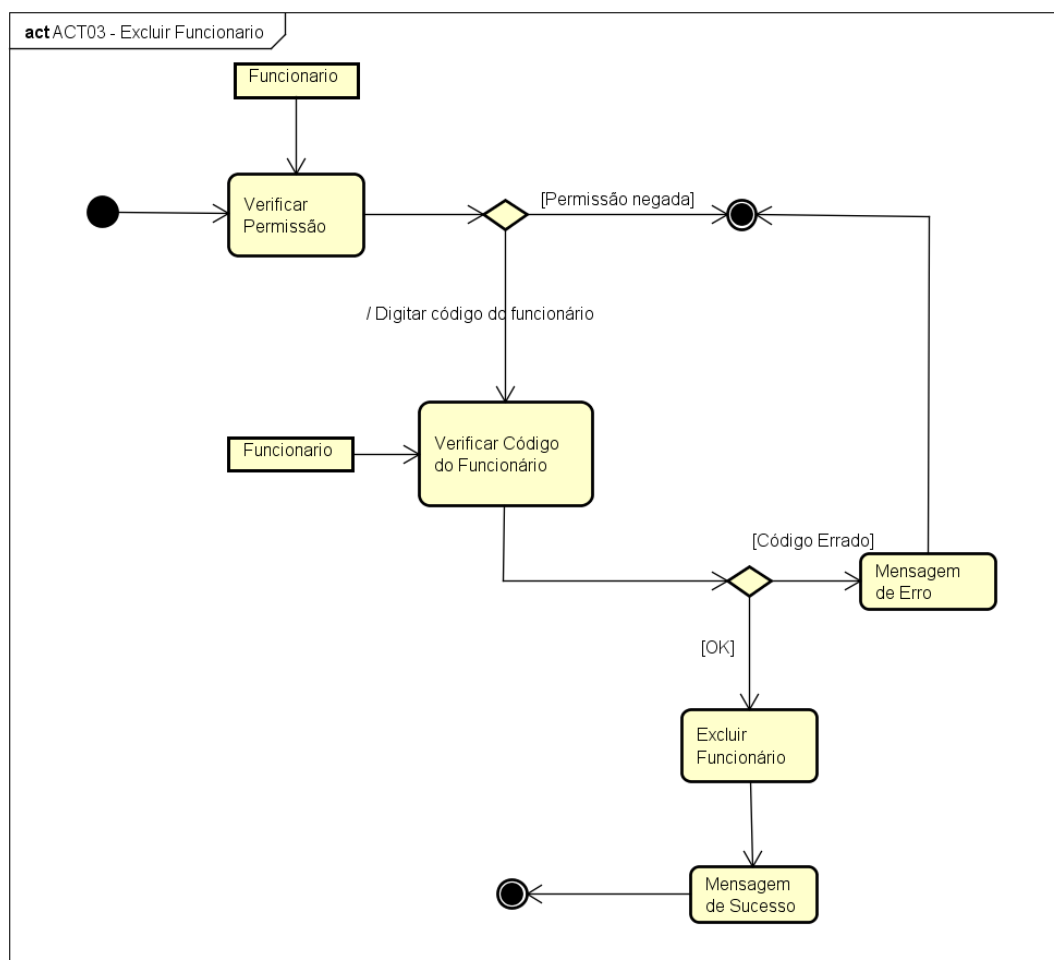 act ACT03 - Excluir Funcionario
Funcionario
Verificar
Permissão
[Permissão negada]
/ Digitar código do funcionário
Funcionario
Verificar Código
do Funcionário
[Código Errado]
Mensagem
de Erro
[OK]
Excluir
Funcionário
Mensagem
de Sucesso